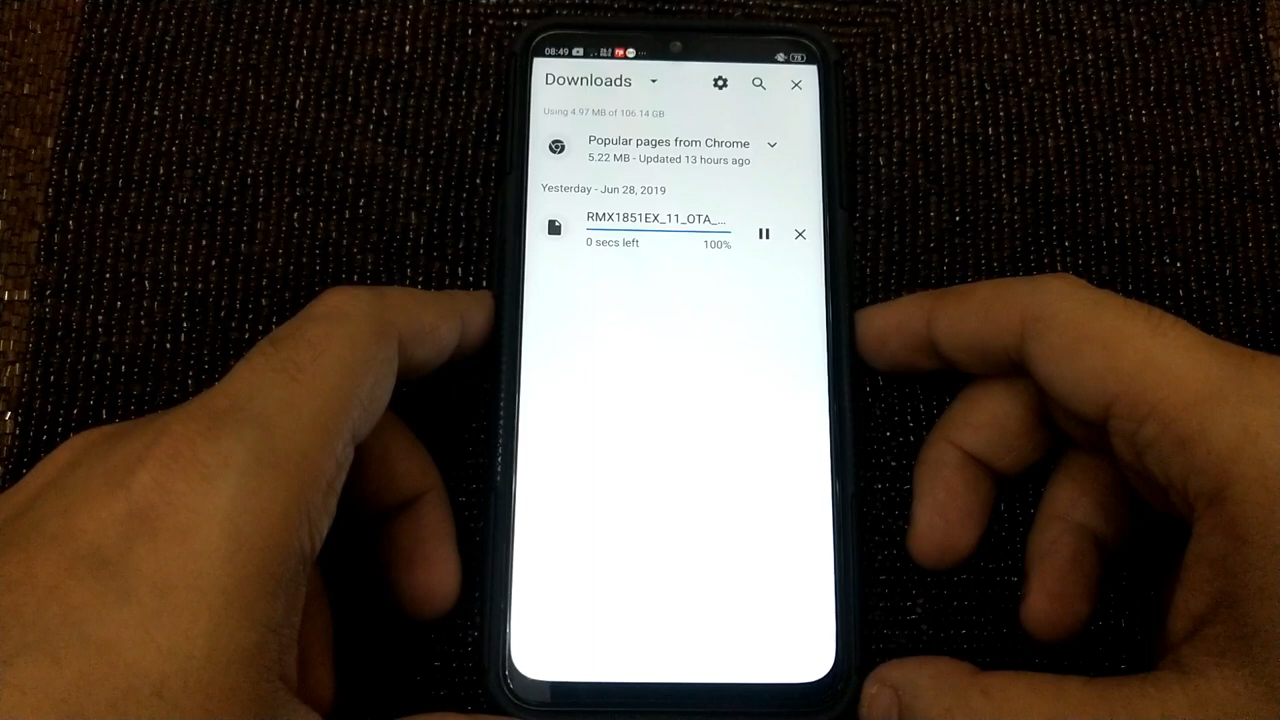 08:49
78
Downloads
Using 4.97 MB of 106.14 GB
Popular pages from Chrome
5.22 MB - Updated 13 hours ago
Yesterday - Jun 28, 2019
RMX1851EX_11_OTA_...
0 secs left 100%